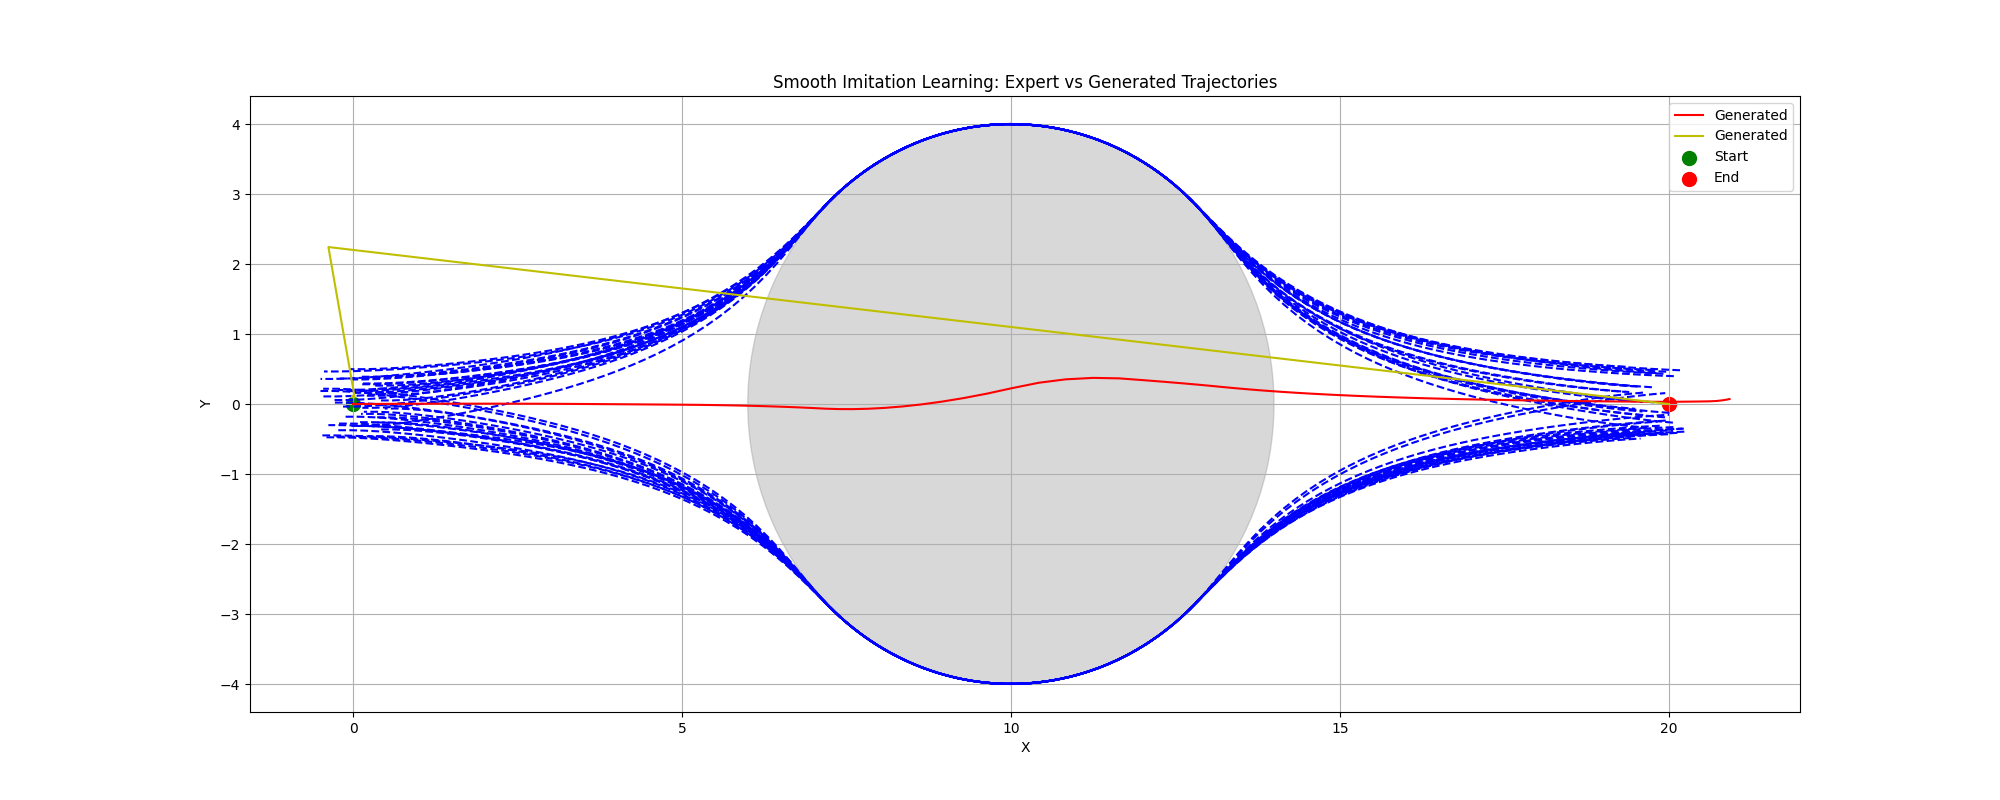 Smooth Imitation Learning: Expert vs Generated Trajectories
Generated
Generated
Start
End
4
3
2
1
0
−1
−2
−3
−4
Y
0
5
10
15
20
X